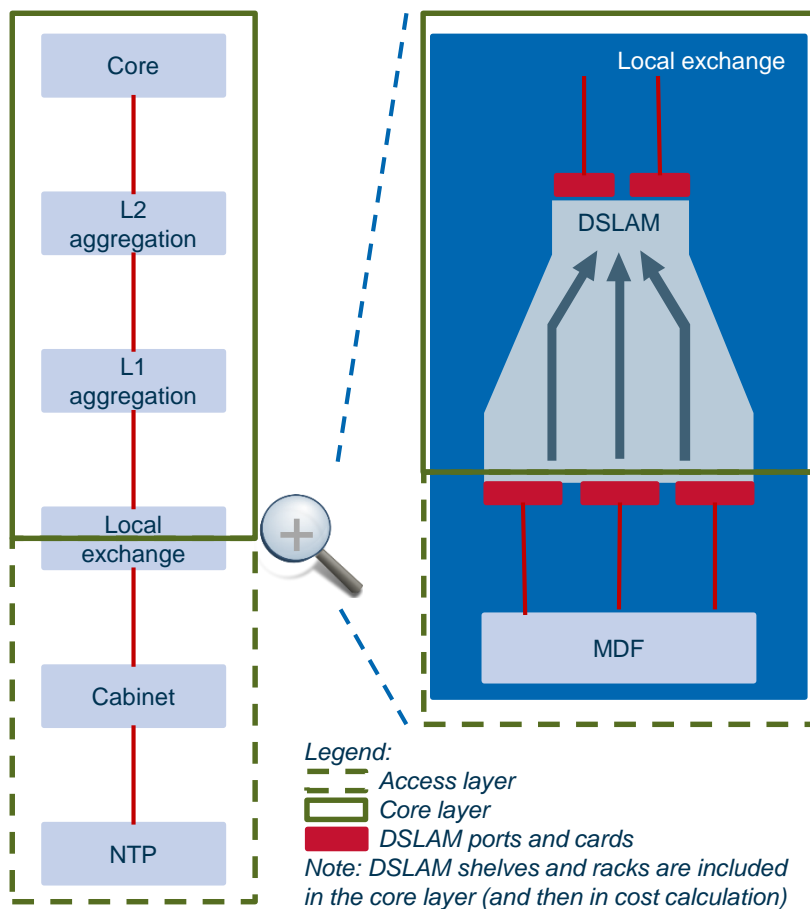 Core
L2
aggregation
L1
aggregation
Local
exchange
Cabinet
NTP
Local exchange
DSLAM
MDF
Legend:
Access layer
Core layer
DSLAM ports and cards
Note: DSLAM shelves and racks are included
in the core layer (and then in cost calculation)